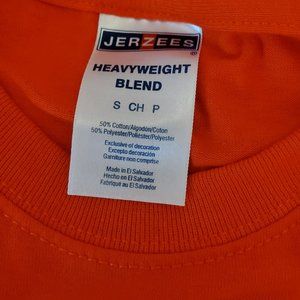 JERZEES
HEAVYWEIGHT
BLEND
S CH P
50% Cotton/Algodon/Coton
50% Polyester/Poliéster/Polyester
Exclusive of decoration
Excepto decoración
Garniture non comprise
Made in El Salvador
Hecho en El Salvador
Fabriqué au El Salvador